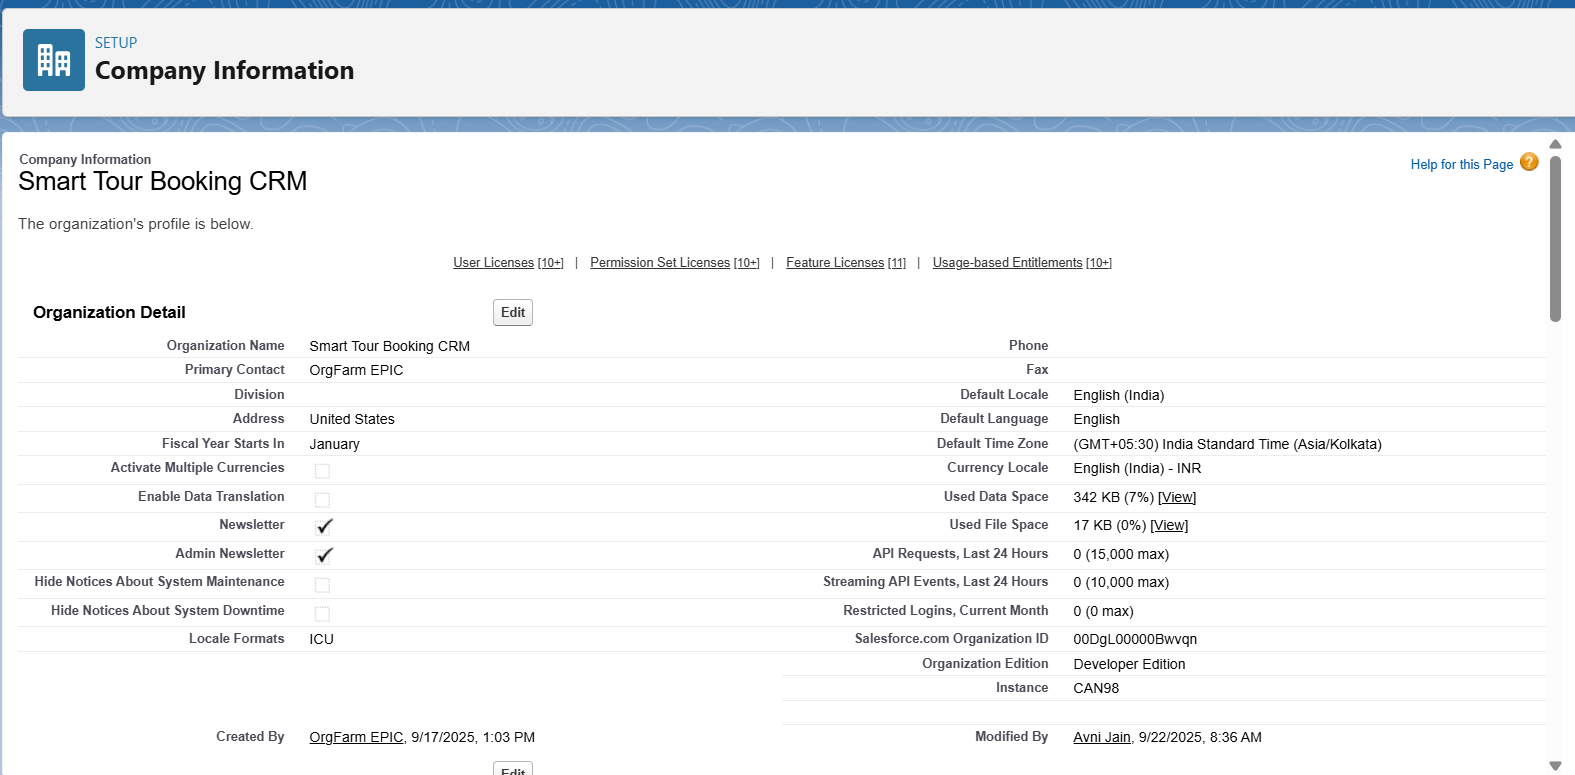 SETUP
Company Information
Company Information
Smart Tour Booking CRM
Help for this Page ?
The organization's profile is below.
User Licenses [10+] | Permission Set Licenses [10+] | Feature Licenses [11] | Usage-based Entitlements [10+]
Organization Detail Edit
Organization Name Smart Tour Booking CRM Phone
Primary Contact OrgFarm EPIC Fax
Division Default Locale English (India)
Address United States Default Language English
Fiscal Year Starts In January Default Time Zone (GMT+05:30) India Standard Time (Asia/Kolkata)
Activate Multiple Currencies Currency Locale English (India) - INR
Enable Data Translation Used Data Space 342 KB (7%) [View]
Newsletter Used File Space 17 KB (0%) [View]
Admin Newsletter API Requests, Last 24 Hours 0 (15,000 max)
Hide Notices About System Maintenance Streaming API Events, Last 24 Hours 0 (10,000 max)
Hide Notices About System Downtime Restricted Logins, Current Month 0 (0 max)
Locale Formats ICU Salesforce.com Organization ID 00DgL00000Bwvqn
Organization Edition Developer Edition
Instance CAN98
Created By OrgFarm EPIC, 9/17/2025, 1:03 PM Modified By Avni Jain, 9/22/2025, 8:36 AM
Edit